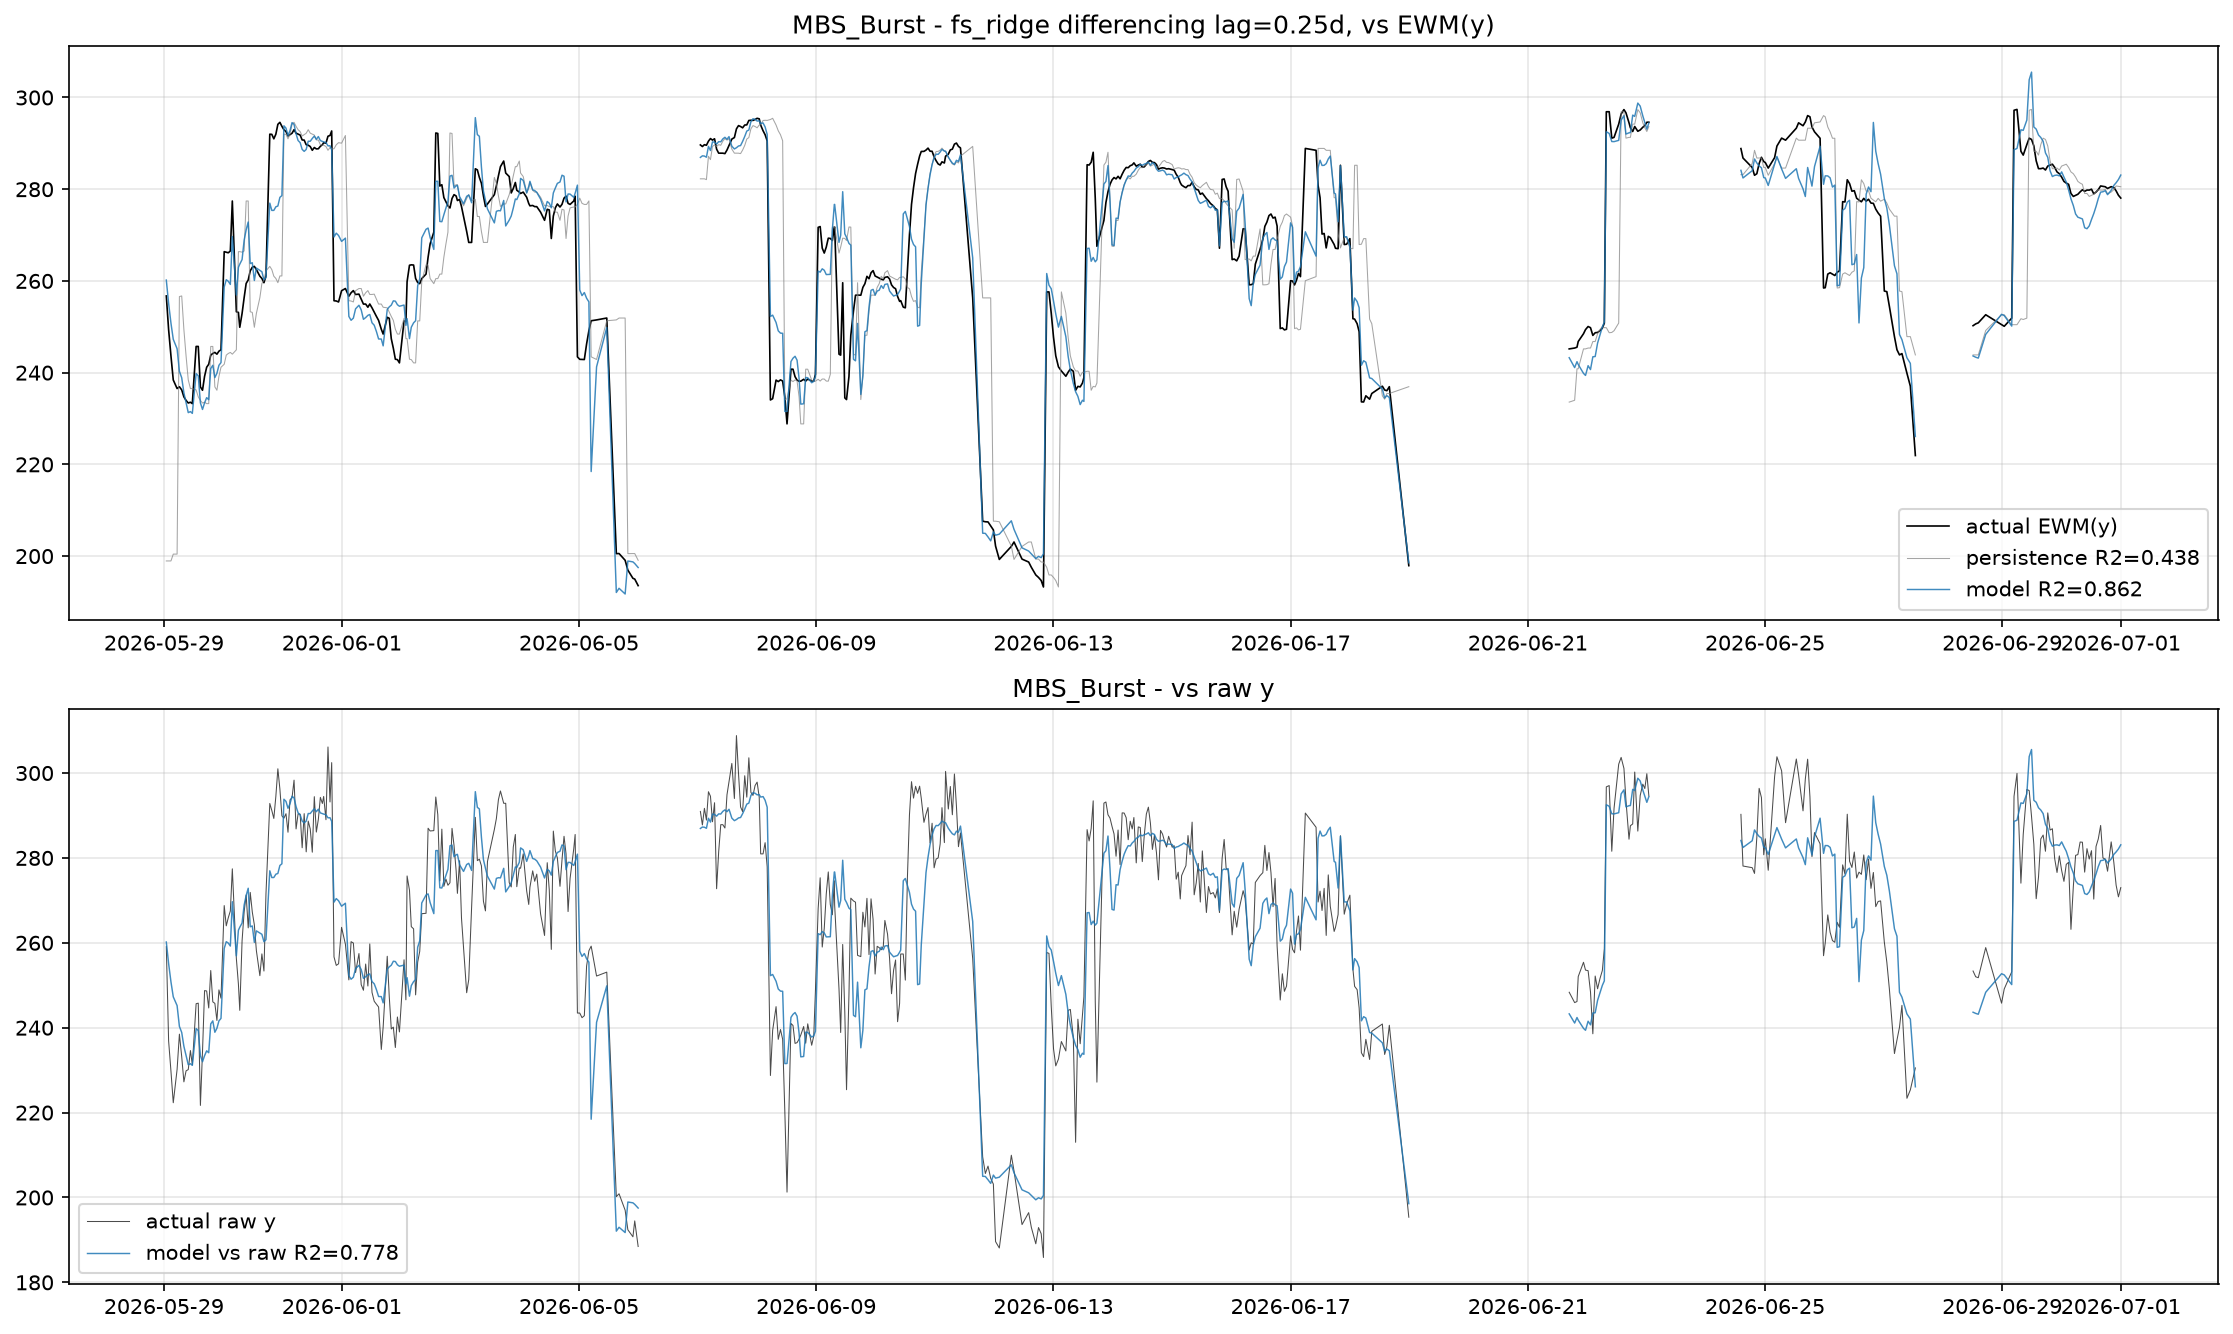 MBS_Burst - fs_ridge differencing lag=0.25d, vs EWM(y)
300
280
260
240
220
200
actual EWM(y)
persistence R2=0.438
model R2=0.862
2026-05-29 2026-06-01 2026-06-05 2026-06-09 2026-06-13 2026-06-17 2026-06-21 2026-06-25 2026-06-29 2026-07-01
MBS_Burst - vs raw y
300
280
260
240
220
200
180
actual raw y
model vs raw R2=0.778
2026-05-29 2026-06-01 2026-06-05 2026-06-09 2026-06-13 2026-06-17 2026-06-21 2026-06-25 2026-06-29 2026-07-01